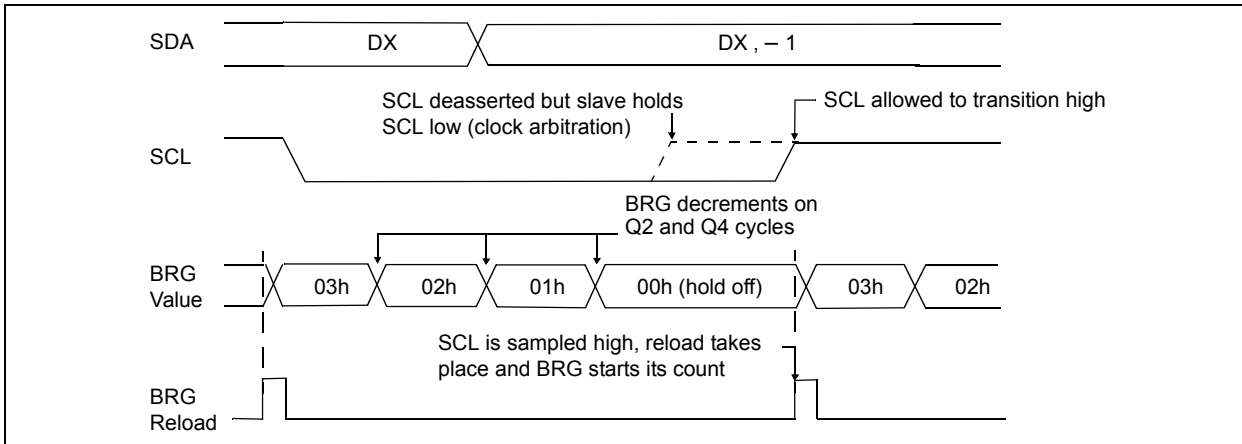 SDA
DX
DX , – 1
SCL deasserted but slave holds
SCL low (clock arbitration)
SCL allowed to transition high
SCL
BRG decrements on
Q2 and Q4 cycles
BRG
Value
03h
02h
01h
00h (hold off)
03h
02h
SCL is sampled high, reload takes
place and BRG starts its count
BRG
Reload